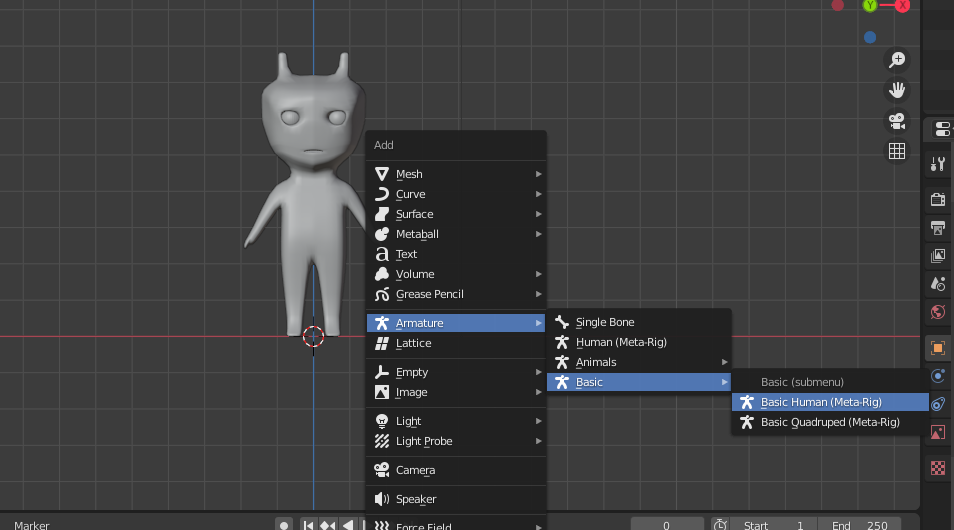 Y
X
Add
Mesh
Curve
Surface
Metaball
Text
Volume
Grease Pencil
Armature
Lattice
Empty
Image
Light
Light Probe
Camera
Speaker
Force Field
Single Bone
Human (Meta-Rig)
Animals
Basic
Basic (submenu)
Basic Human (Meta-Rig)
Basic Quadruped (Meta-Rig)
Marker
0
Start 1
End 250